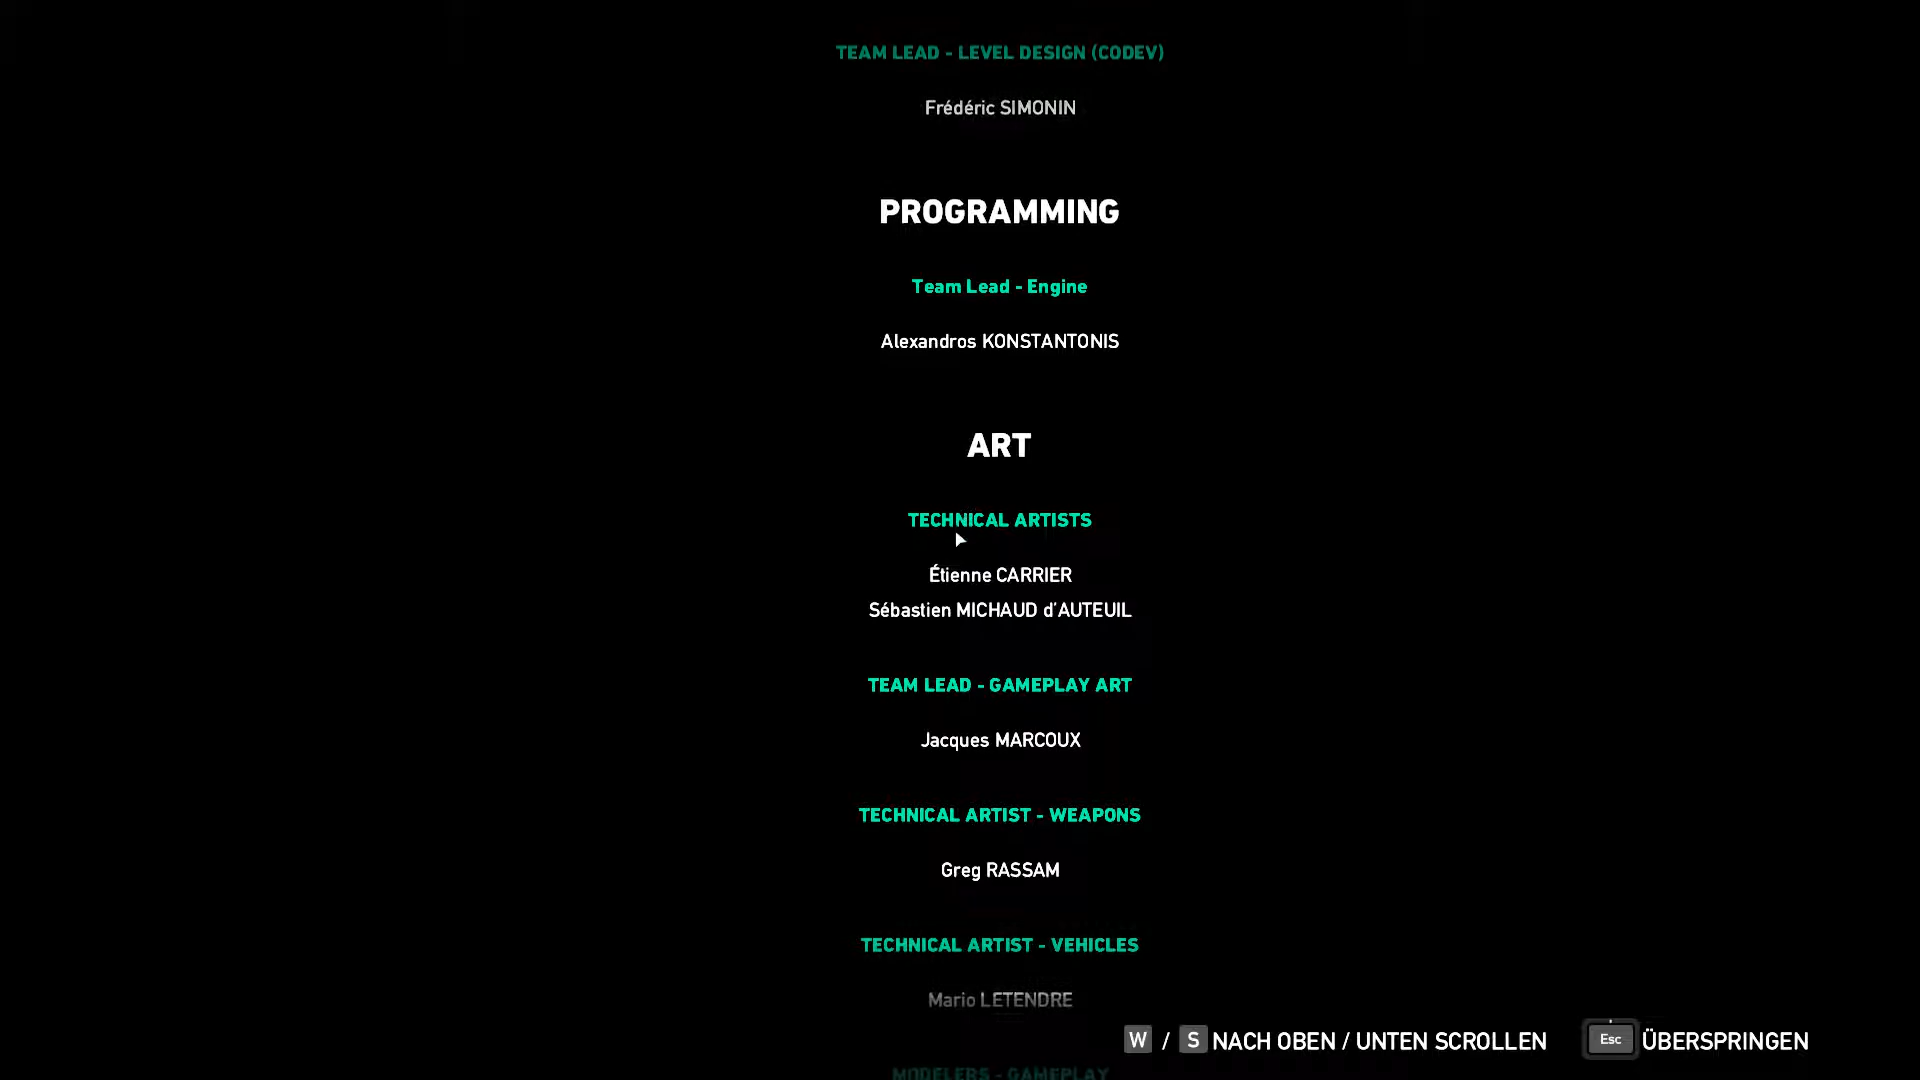 TEAM LEAD - LEVEL DESIGN (CODEV)
Frédéric SIMONIN
PROGRAMMING
Team Lead - Engine
Alexandros KONSTANTONIS
ART
TECHNICAL ARTISTS
Étienne CARRIER
Sébastien MICHAUD d'AUTEUIL
TEAM LEAD - GAMEPLAY ART
Jacques MARCOUX
TECHNICAL ARTIST - WEAPONS
Greg RASSAM
TECHNICAL ARTIST - VEHICLES
Mario LETENDRE
W / S NACH OBEN / UNTEN SCROLLEN Esc ÜBERSPRINGEN
MODELERS - GAMEPLAY